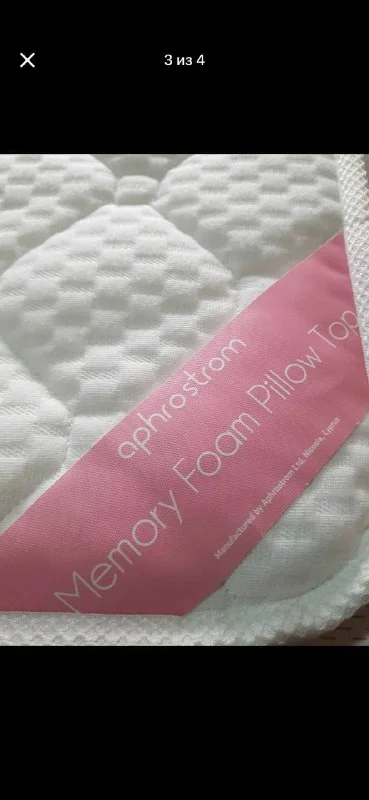 3 из 4
aphrostrom
Memory Foam Pillow Top
Manufactured by Aphrostrom Ltd, Nicosia, Cyprus